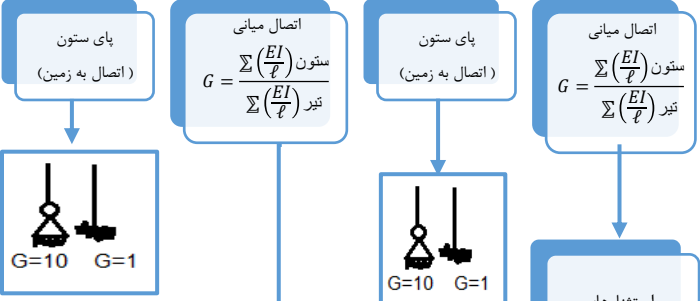 پای ستون
( اتصال به زمین)
G=10 G=1
اتصال میانی
G = ∑(EI/ℓ) ستون / ∑(EI/ℓ) تیر
پای ستون
( اتصال به زمین)
G=10 G=1
اتصال میانی
G = ∑(EI/ℓ) ستون / ∑(EI/ℓ) تیر